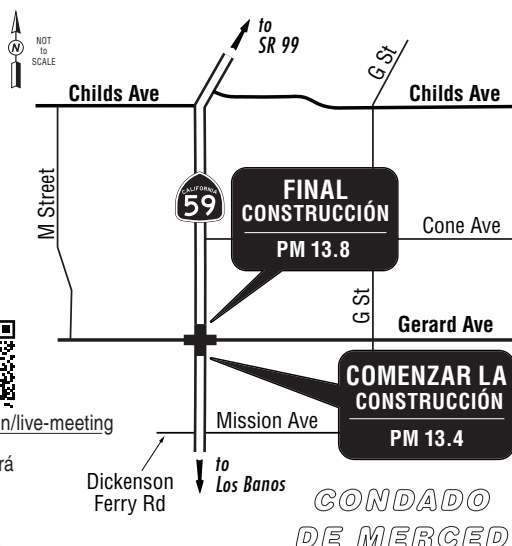 N
NOT
to
SCALE
to
SR 99
G St
Childs Ave
Childs Ave
M Street
CALIFORNIA
59
FINAL
CONSTRUCCIÓN
PM 13.8
Cone Ave
G St
Gerard Ave
COMENZAR LA
CONSTRUCCIÓN
PM 13.4
n/live-meeting
rá
Mission Ave
Dickenson
Ferry Rd
to
Los Banos
CONDADO
DE MERCED